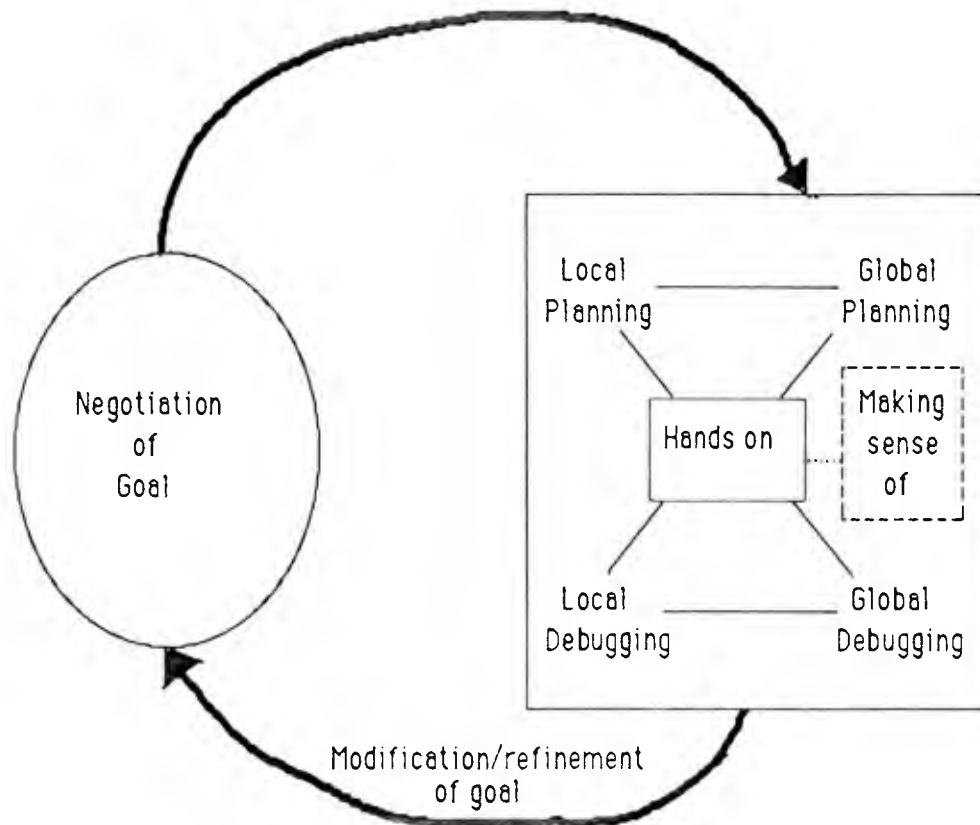 Local
Planning
Global
Planning
Negotiation
of
Goal
Hands on
Making
sense
of
Local
Debugging
Global
Debugging
Modification/refinement
of goal